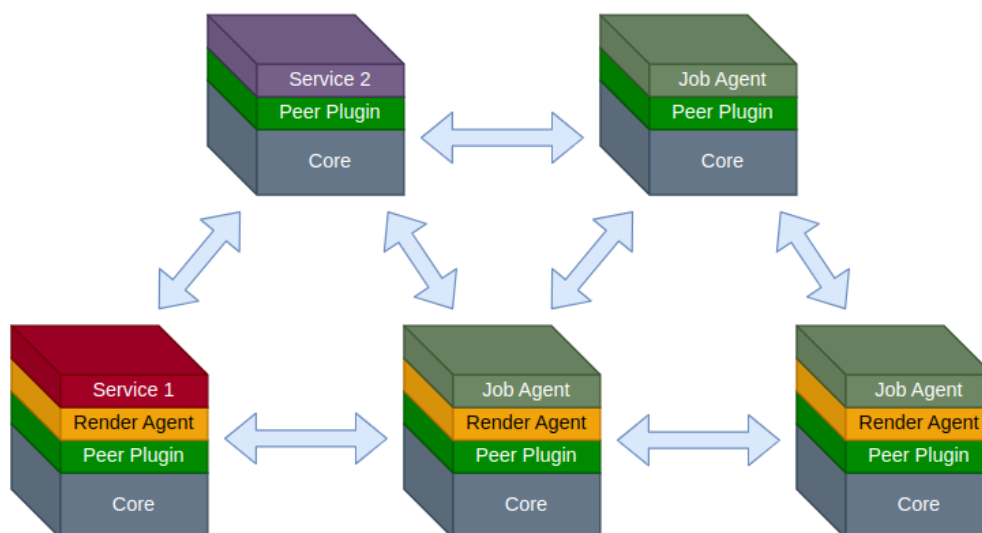 Service 2
Peer Plugin
Core
Job Agent
Peer Plugin
Core
Service 1
Render Agent
Peer Plugin
Core
Job Agent
Render Agent
Peer Plugin
Core
Job Agent
Render Agent
Peer Plugin
Core